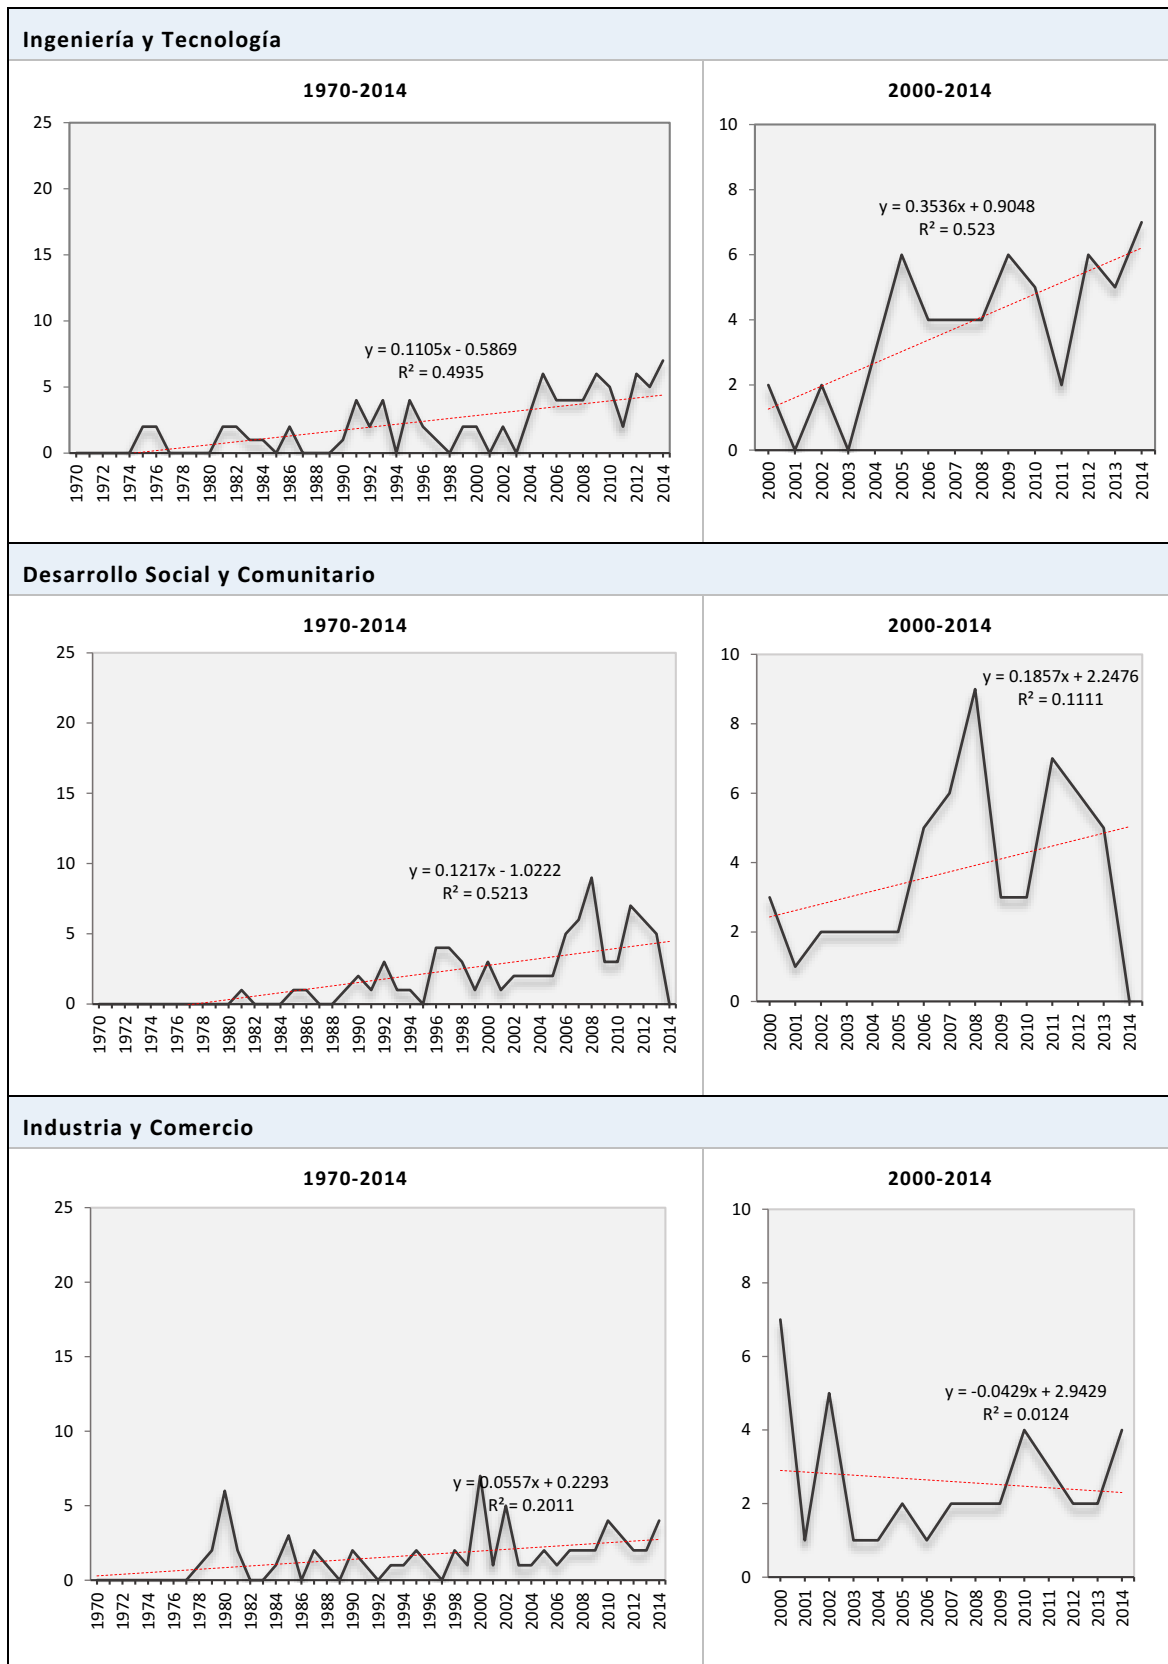 Ingeniería y Tecnología
1970-2014
25
20
15
10
5
0
y = 0.1105x - 0.5869
R² = 0.4935
1970 1972 1974 1976 1978 1980 1982 1984 1986 1988 1990 1992 1994 1996 1998 2000 2002 2004 2006 2008 2010 2012 2014
2000-2014
10
8
6
4
2
0
y = 0.3536x + 0.9048
R² = 0.523
2000 2001 2002 2003 2004 2005 2006 2007 2008 2009 2010 2011 2012 2013 2014
Desarrollo Social y Comunitario
1970-2014
25
20
15
10
5
0
y = 0.1217x - 1.0222
R² = 0.5213
1970 1972 1974 1976 1978 1980 1982 1984 1986 1988 1990 1992 1994 1996 1998 2000 2002 2004 2006 2008 2010 2012 2014
2000-2014
10
8
6
4
2
0
y = 0.1857x + 2.2476
R² = 0.1111
2000 2001 2002 2003 2004 2005 2006 2007 2008 2009 2010 2011 2012 2013 2014
Industria y Comercio
1970-2014
25
20
15
10
5
0
y = 0.0557x + 0.2293
R² = 0.2011
1970 1972 1974 1976 1978 1980 1982 1984 1986 1988 1990 1992 1994 1996 1998 2000 2002 2004 2006 2008 2010 2012 2014
2000-2014
10
8
6
4
2
0
y = -0.0429x + 2.9429
R² = 0.0124
2000 2001 2002 2003 2004 2005 2006 2007 2008 2009 2010 2011 2012 2013 2014